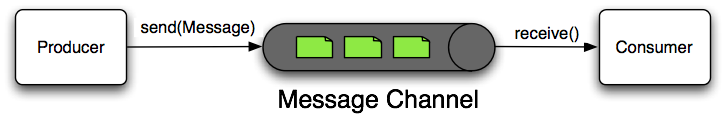 send(Message)
receive()
Producer
Consumer
Message Channel